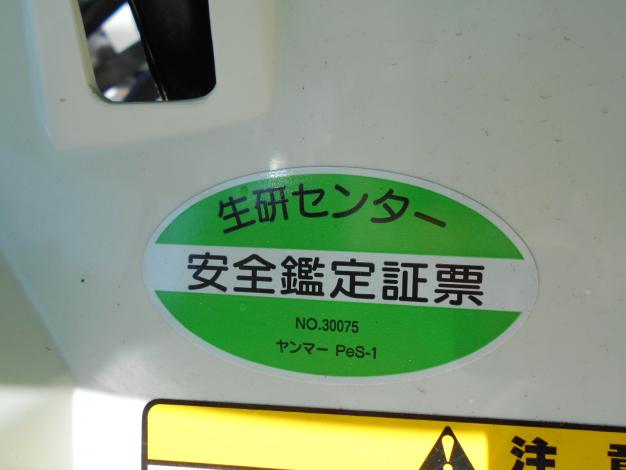 生研センター
安全鑑定証票
NO.30075
ヤンマー PeS-1
注意